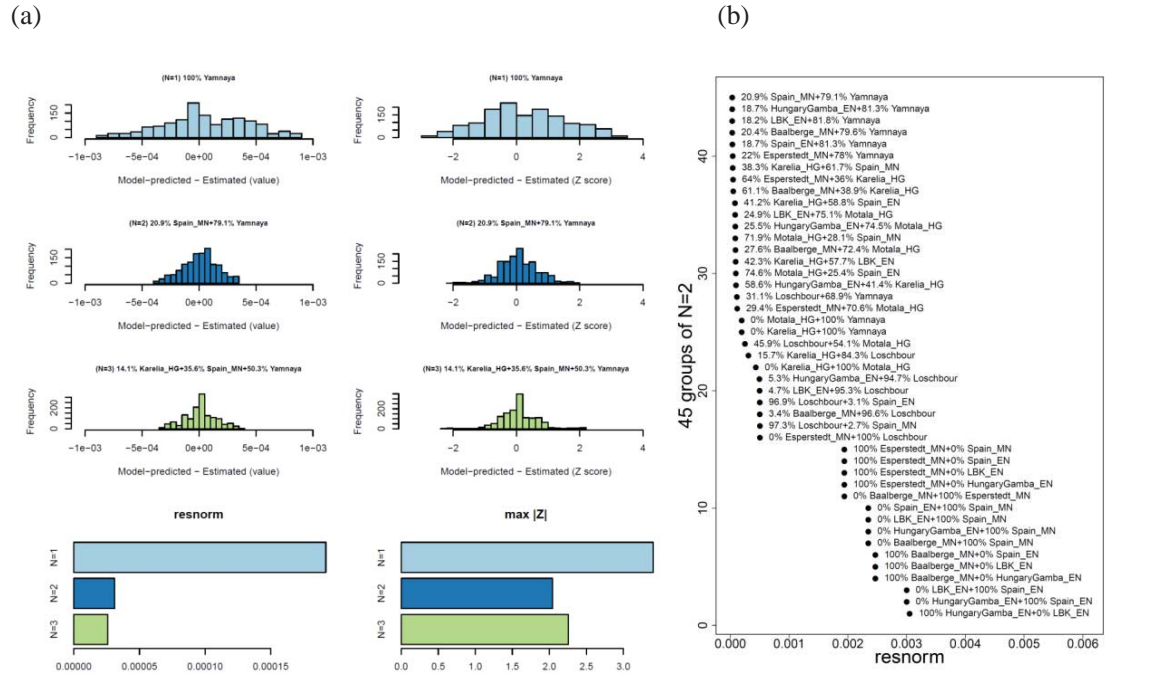 (a)
(b)
(N=1) 100% Yamnaya
(N=1) 100% Yamnaya
Frequency
0 150
−1e−03 −5e−04 0e+00 5e−04 1e−03
Model−predicted − Estimated (value)
Frequency
0 150
−2 0 2 4
Model−predicted − Estimated (Z score)
(N=2) 20.9% Spain_MN+79.1% Yamnaya
(N=2) 20.9% Spain_MN+79.1% Yamnaya
Frequency
0 150
−1e−03 −5e−04 0e+00 5e−04 1e−03
Model−predicted − Estimated (value)
Frequency
0 150
−2 0 2 4
Model−predicted − Estimated (Z score)
(N=3) 14.1% Karelia_HG+35.6% Spain_MN+50.3% Yamnaya
(N=3) 14.1% Karelia_HG+35.6% Spain_MN+50.3% Yamnaya
Frequency
0 200
−1e−03 −5e−04 0e+00 5e−04 1e−03
Model−predicted − Estimated (value)
Frequency
0 200
−2 0 2 4
Model−predicted − Estimated (Z score)
resnorm
N=1
N=2
N=3
0.00000 0.00005 0.00010 0.00015
max |Z|
N=1
N=2
N=3
0.0 0.5 1.0 1.5 2.0 2.5 3.0
45 groups of N=2
0 10 20 30 40
20.9% Spain_MN+79.1% Yamnaya
18.7% HungaryGamba_EN+81.3% Yamnaya
18.2% LBK_EN+81.8% Yamnaya
20.4% Baalberge_MN+79.6% Yamnaya
18.7% Spain_EN+81.3% Yamnaya
22% Esperstedt_MN+78% Yamnaya
38.3% Karelia_HG+61.7% Spain_MN
64% Esperstedt_MN+36% Karelia_HG
61.1% Baalberge_MN+38.9% Karelia_HG
41.2% Karelia_HG+58.8% Spain_EN
24.9% LBK_EN+75.1% Motala_HG
25.5% HungaryGamba_EN+74.5% Motala_HG
71.9% Motala_HG+28.1% Spain_MN
27.6% Baalberge_MN+72.4% Motala_HG
42.3% Karelia_HG+57.7% LBK_EN
74.6% Motala_HG+25.4% Spain_EN
58.6% HungaryGamba_EN+41.4% Karelia_HG
31.1% Loschbour+68.9% Yamnaya
29.4% Esperstedt_MN+70.6% Motala_HG
0% Motala_HG+100% Yamnaya
0% Karelia_HG+100% Yamnaya
45.9% Loschbour+54.1% Motala_HG
15.7% Karelia_HG+84.3% Loschbour
0% Karelia_HG+100% Motala_HG
5.3% HungaryGamba_EN+94.7% Loschbour
4.7% LBK_EN+95.3% Loschbour
96.9% Loschbour+3.1% Spain_EN
3.4% Baalberge_MN+96.6% Loschbour
97.3% Loschbour+2.7% Spain_MN
0% Esperstedt_MN+100% Loschbour
100% Esperstedt_MN+0% Spain_MN
100% Esperstedt_MN+0% Spain_EN
100% Esperstedt_MN+0% LBK_EN
100% Esperstedt_MN+0% HungaryGamba_EN
0% Baalberge_MN+100% Esperstedt_MN
0% Spain_EN+100% Spain_MN
0% LBK_EN+100% Spain_MN
0% HungaryGamba_EN+100% Spain_MN
0% Baalberge_MN+100% Spain_MN
100% Baalberge_MN+0% Spain_EN
100% Baalberge_MN+0% LBK_EN
100% Baalberge_MN+0% HungaryGamba_EN
0% LBK_EN+100% Spain_EN
0% HungaryGamba_EN+100% Spain_EN
100% HungaryGamba_EN+0% LBK_EN
0.000 0.001 0.002 0.003 0.004 0.005 0.006
resnorm